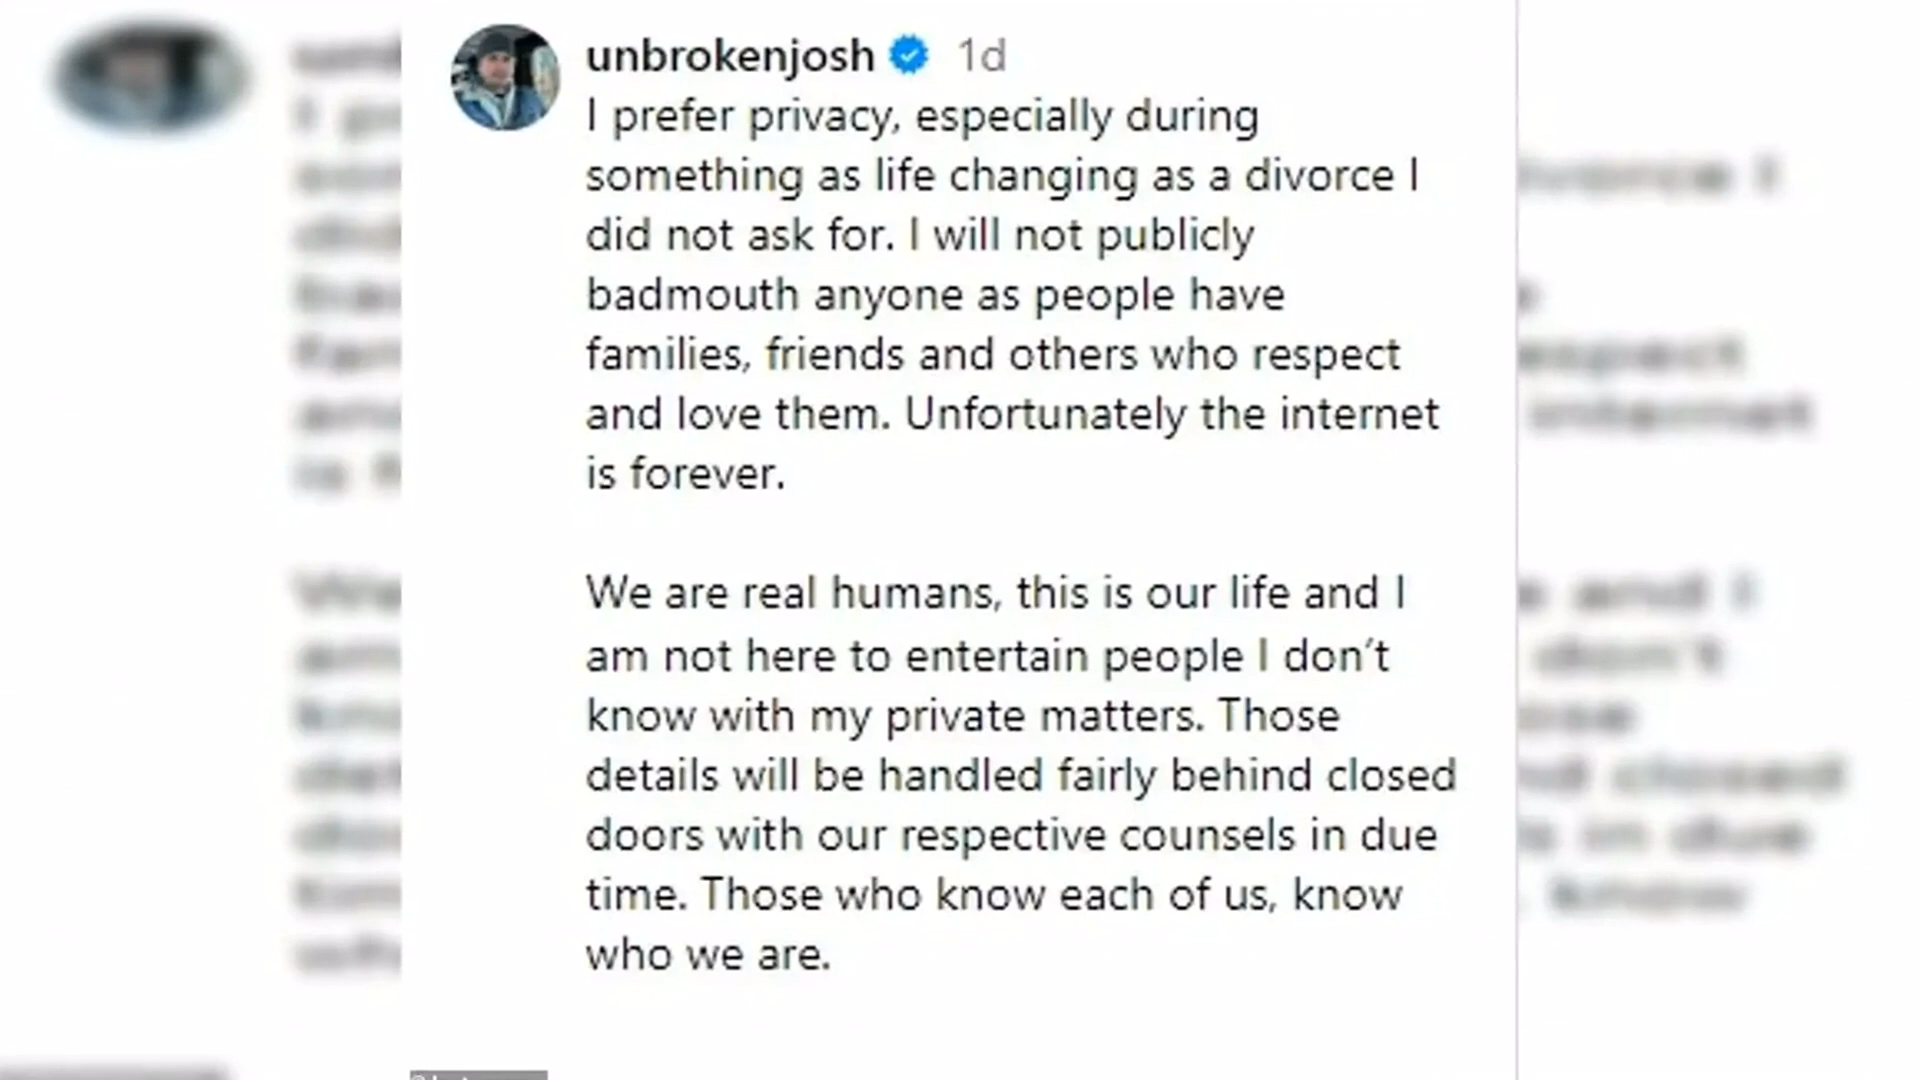 unbrokenjosh 1d
I prefer privacy, especially during
something as life changing as a divorce I
did not ask for. I will not publicly
badmouth anyone as people have
families, friends and others who respect
and love them. Unfortunately the internet
is forever.
We are real humans, this is our life and I
am not here to entertain people I don’t
know with my private matters. Those
details will be handled fairly behind closed
doors with our respective counsels in due
time. Those who know each of us, know
who we are.